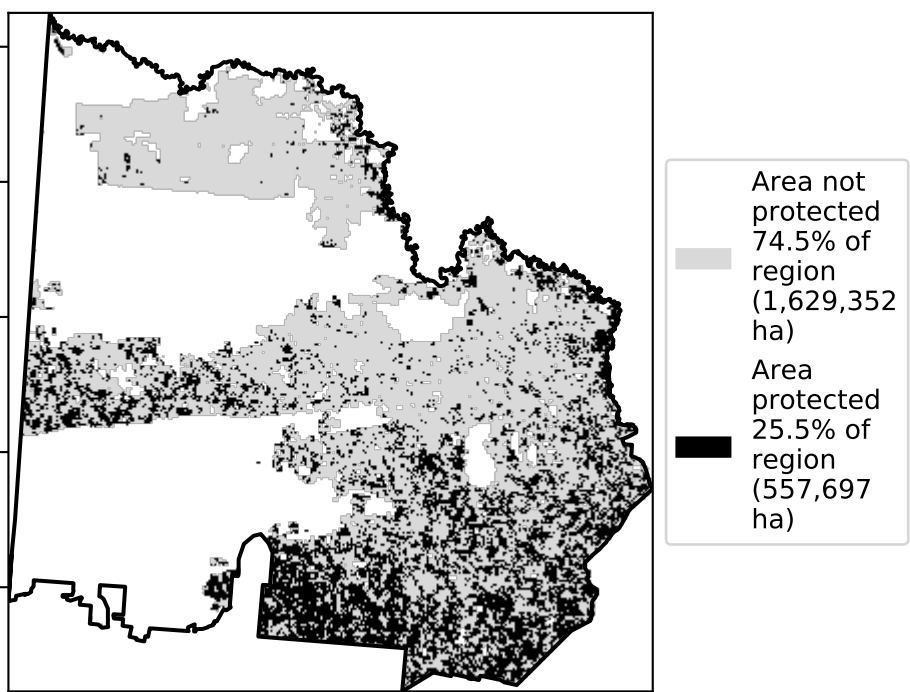 Area not
protected
74.5% of
region
(1,629,352
ha)
Area
protected
25.5% of
region
(557,697
ha)